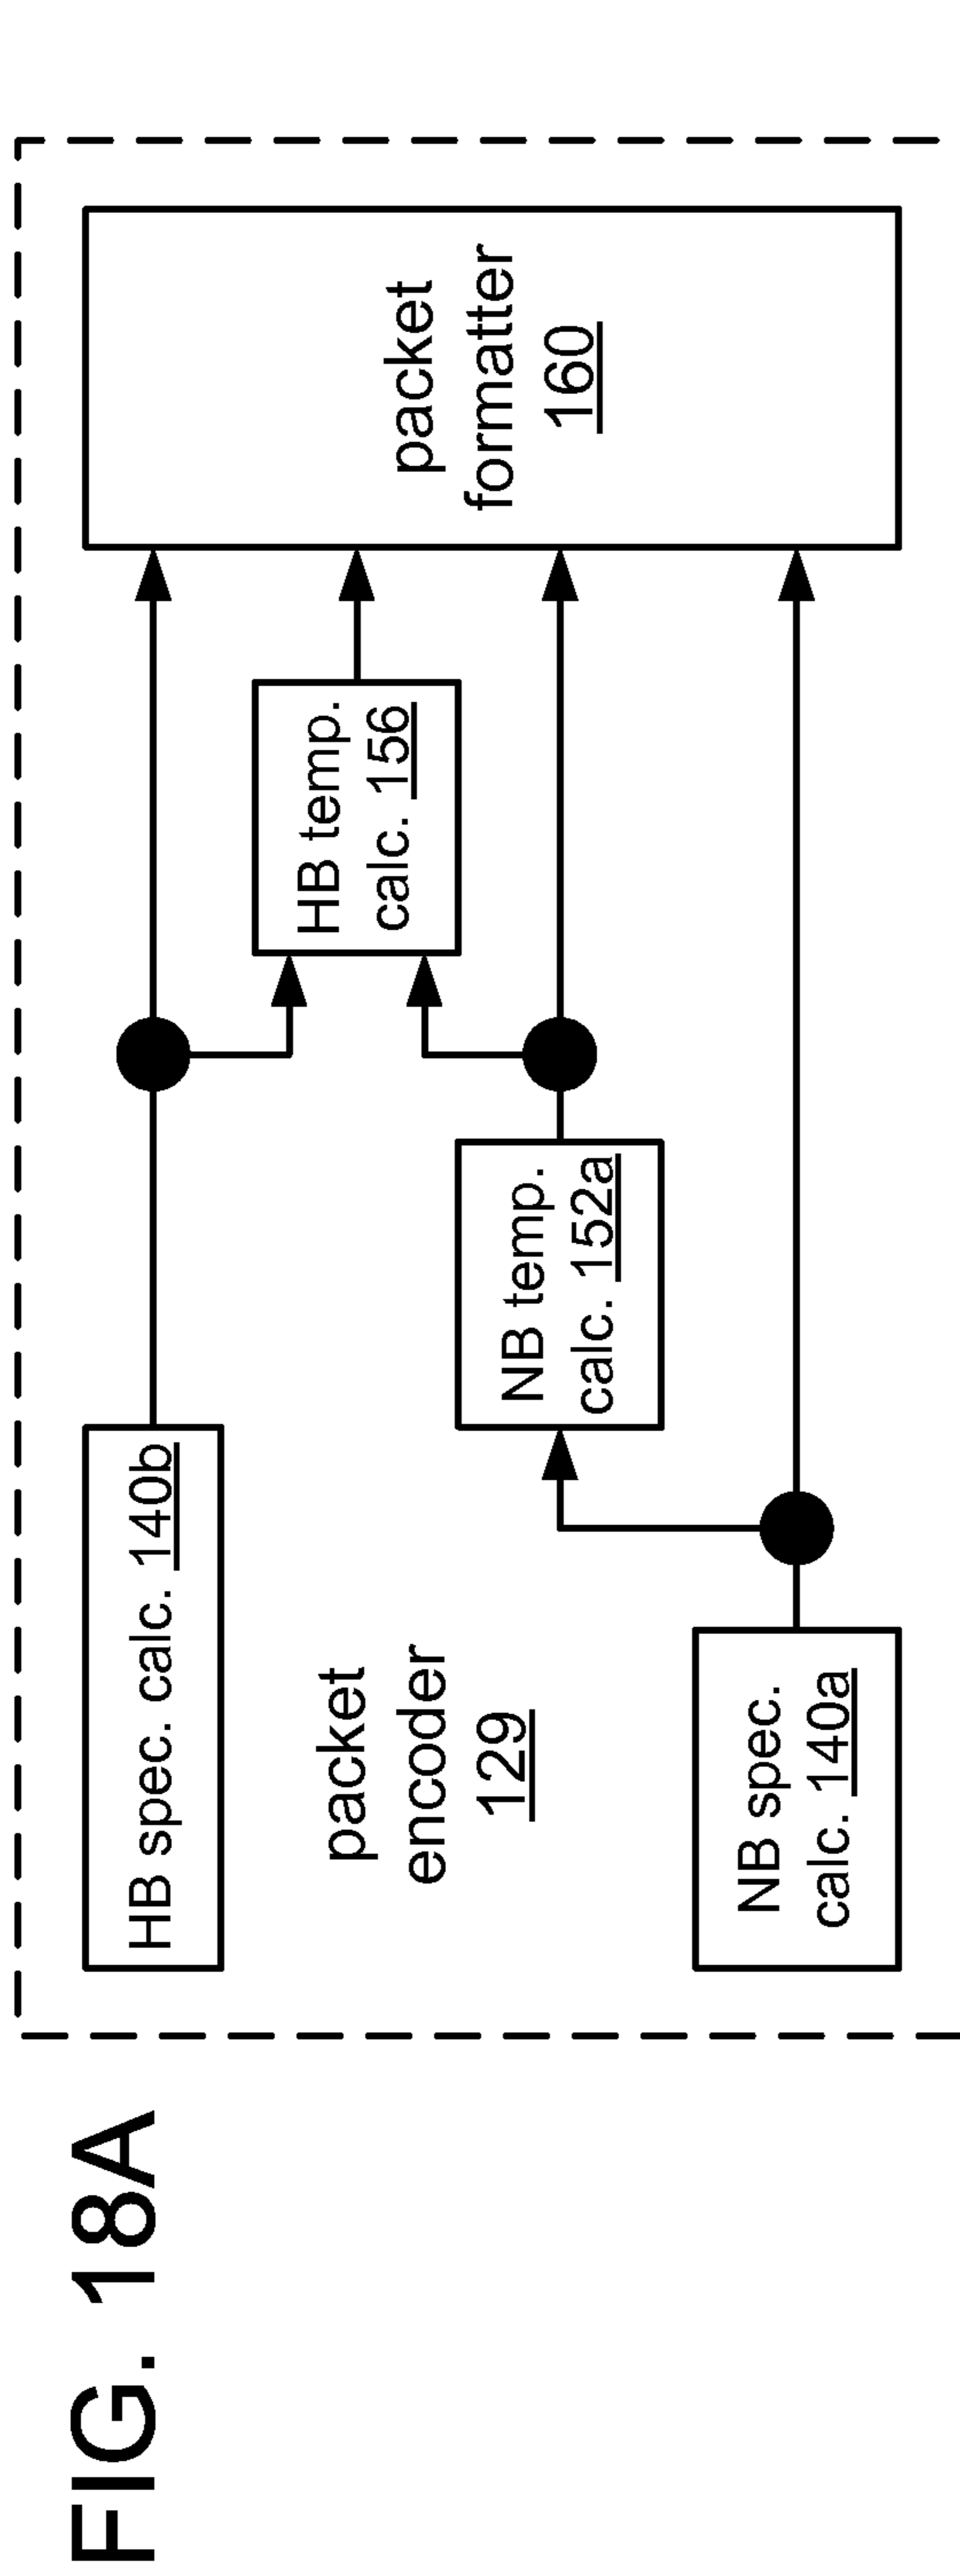 FIG. 18A
HB spec. calc. 140b
packet
encoder
129
NB spec.
calc. 140a
NB temp.
calc. 152a
HB temp.
calc. 156
packet
formatter
160